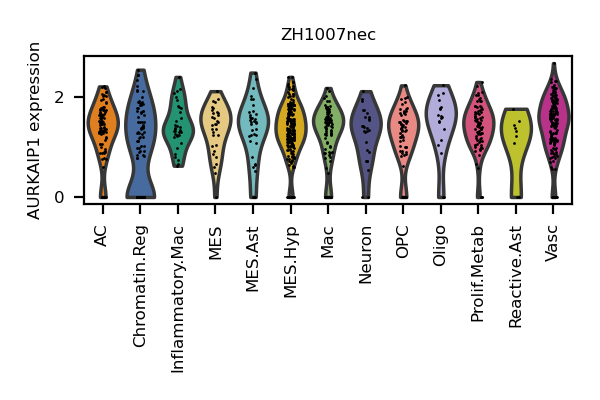 ZH1007nec
AURKAIP1 expression
2
0
AC
Chromatin.Reg
Inflammatory.Mac
MES
MES.Ast
MES.Hyp
Mac
Neuron
OPC
Oligo
Prolif.Metab
Reactive.Ast
Vasc